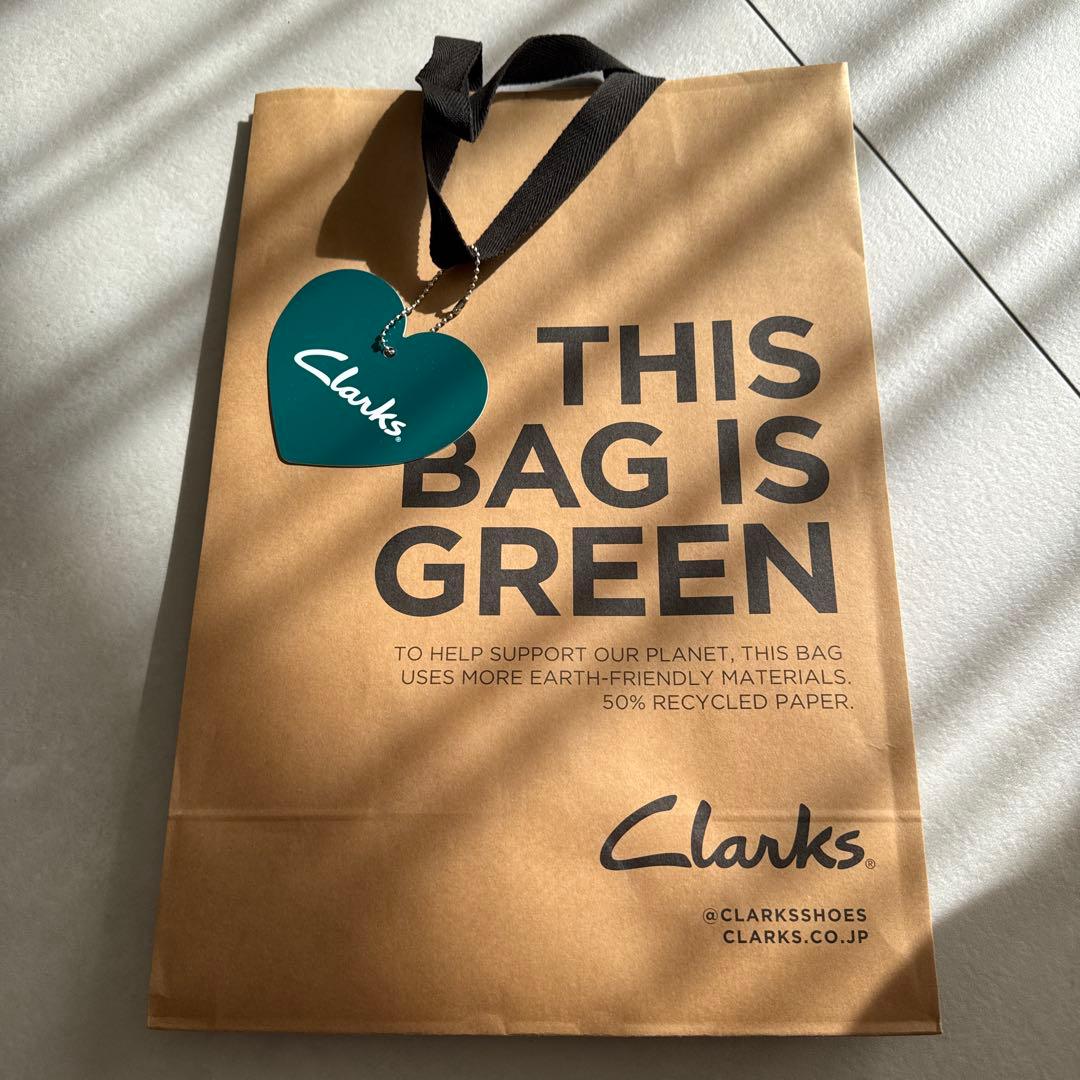 Clarks®
THIS
BAG IS
GREEN
TO HELP SUPPORT OUR PLANET, THIS BAG
USES MORE EARTH-FRIENDLY MATERIALS.
50% RECYCLED PAPER.
Clarks®
@CLARKSSHOES
CLARKS.CO.JP